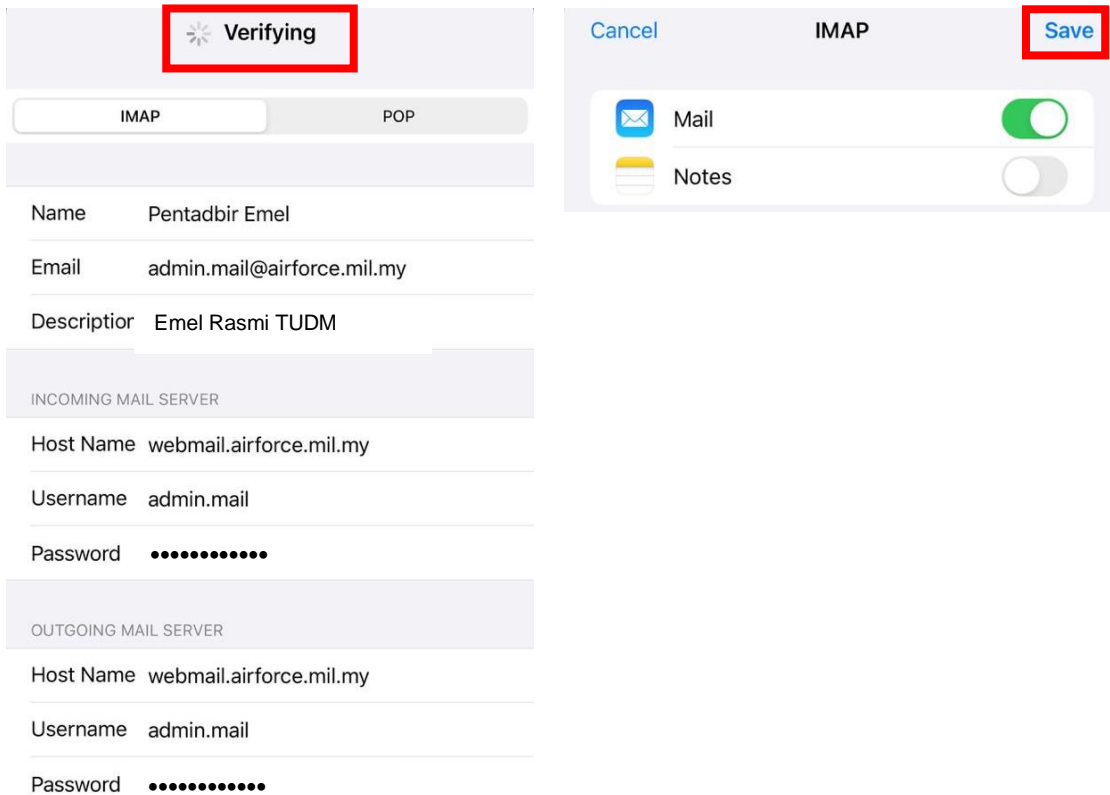 Verifying
IMAP POP
Name Pentadbir Emel
Email admin.mail@airforce.mil.my
Description Emel Rasmi TUDM
INCOMING MAIL SERVER
Host Name webmail.airforce.mil.my
Username admin.mail
Password ●●●●●●●●●●●●
OUTGOING MAIL SERVER
Host Name webmail.airforce.mil.my
Username admin.mail
Password ●●●●●●●●●●●●
Cancel IMAP Save
Mail
Notes